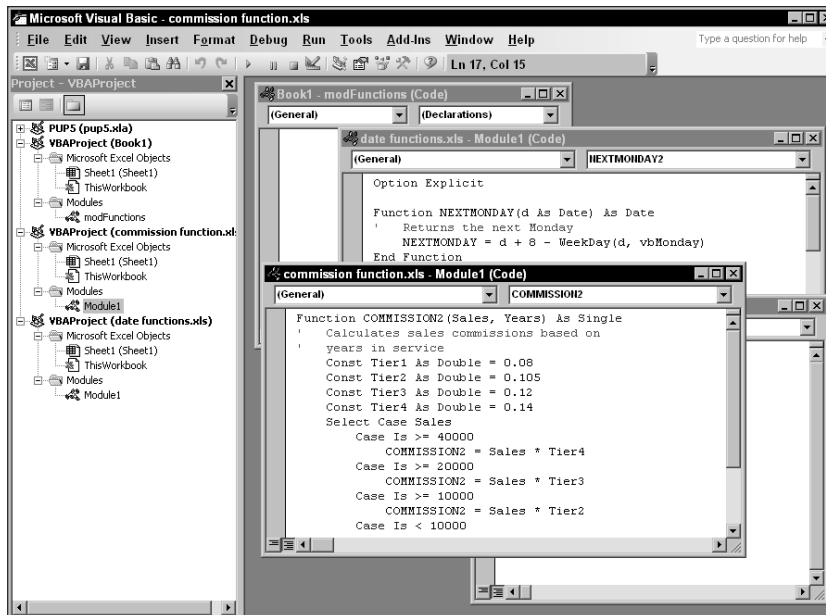 Microsoft Visual Basic - commission function.xls
File Edit View Insert Format Debug Run Tools Add-Ins Window Help
Type a question for help
Ln 17, Col 15
Project - VBAProject
PUP5 (pup5.xla)
VBAProject (Book1)
Microsoft Excel Objects
Sheet1 (Sheet1)
ThisWorkbook
Modules
modFunctions
VBAProject (commission function.xls
Microsoft Excel Objects
Sheet1 (Sheet1)
ThisWorkbook
Modules
Module1
VBAProject (date functions.xls)
Microsoft Excel Objects
Sheet1 (Sheet1)
ThisWorkbook
Modules
Module1
Book1 - modFunctions (Code)
(General)
(Declarations)
date functions.xls - Module1 (Code)
(General)
NEXTMONDAY2
Option Explicit
Function NEXTMONDAY(d As Date) As Date
' Returns the next Monday
NEXTMONDAY = d + 8 - WeekDay(d, vbMonday)
End Function
commission function.xls - Module1 (Code)
(General)
COMMISSION2
Function COMMISSION2(Sales, Years) As Single
' Calculates sales commissions based on
' years in service
Const Tier1 As Double = 0.08
Const Tier2 As Double = 0.105
Const Tier3 As Double = 0.12
Const Tier4 As Double = 0.14
Select Case Sales
Case Is >= 40000
COMMISSION2 = Sales * Tier4
Case Is >= 20000
COMMISSION2 = Sales * Tier3
Case Is >= 10000
COMMISSION2 = Sales * Tier2
Case Is < 10000